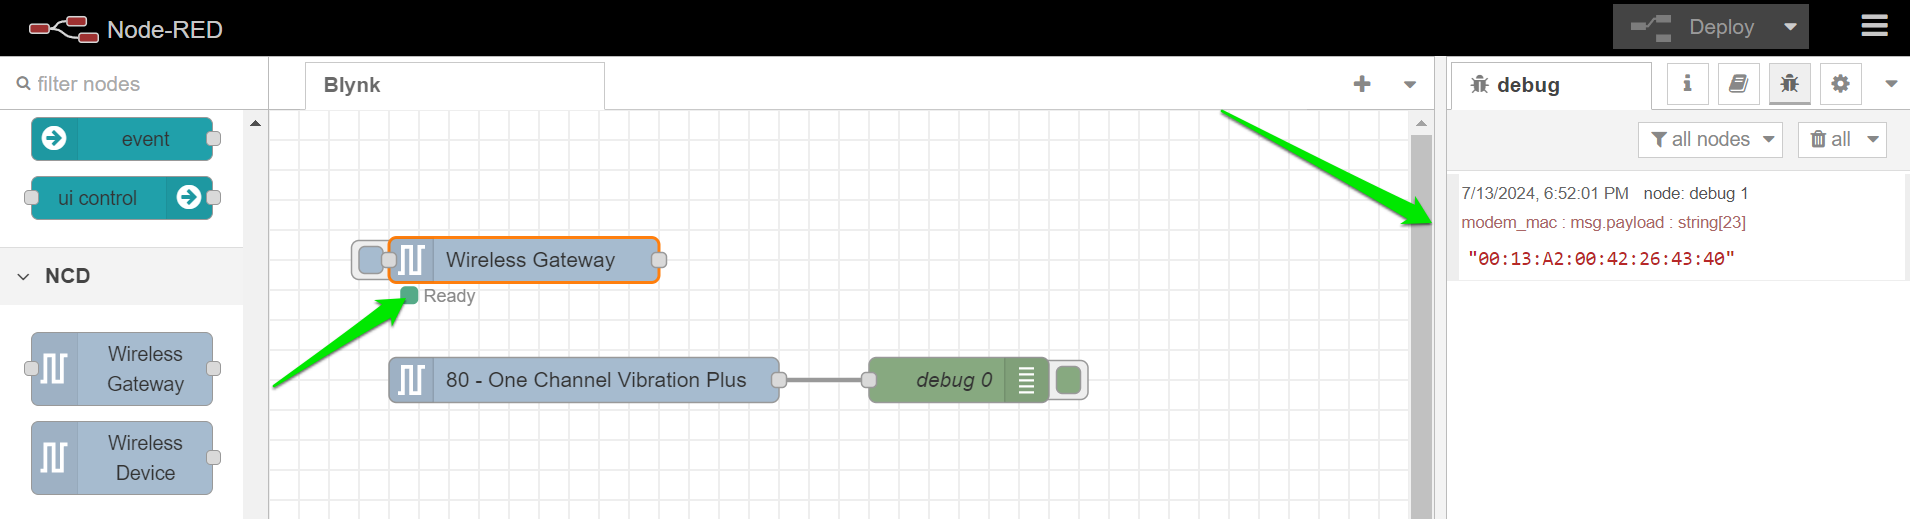 Node-RED
Deploy
filter nodes
Blynk
debug
event
ui control
NCD
Wireless
Gateway
Wireless
Device
Wireless Gateway
Ready
80 - One Channel Vibration Plus
debug 0
all nodes
all
7/13/2024, 6:52:01 PM node: debug 1
modem_mac : msg.payload : string[23]
"00:13:A2:00:42:26:43:40"